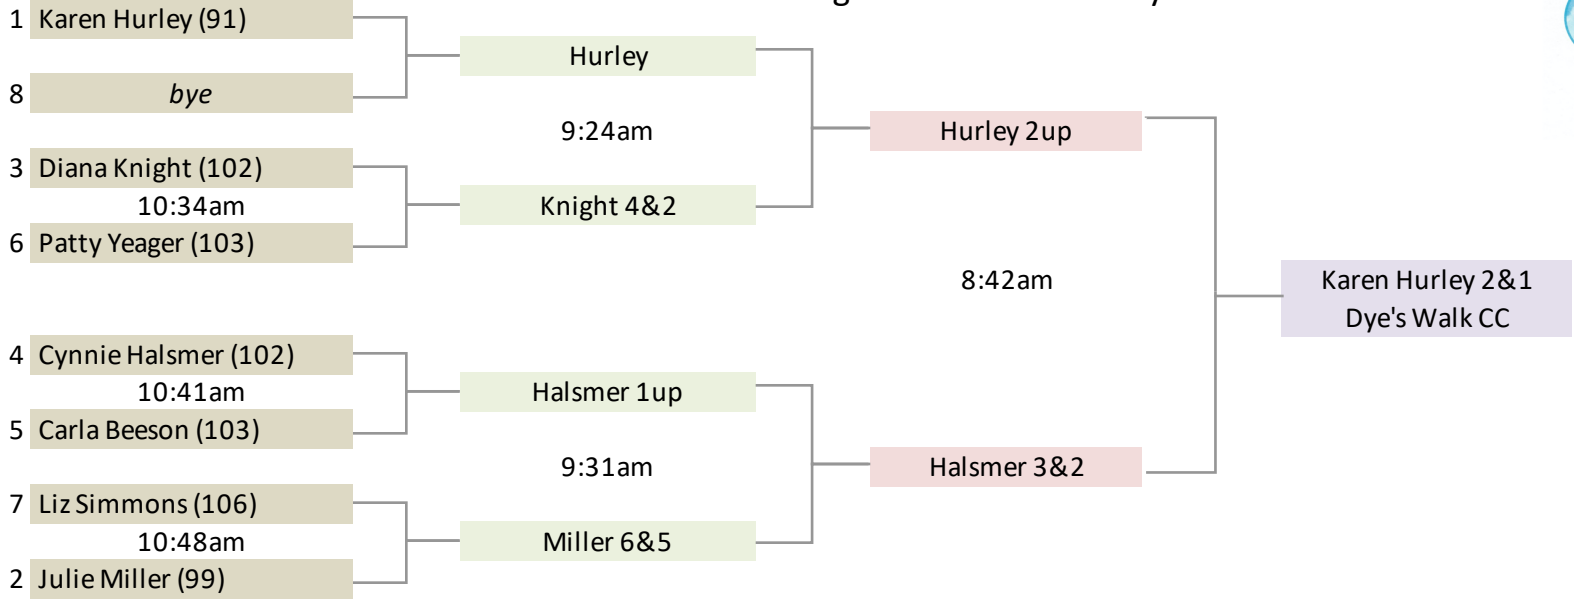 1 Karen Hurley (91)
Hurley
8 bye
9:24am
Hurley 2up
3 Diana Knight (102)
10:34am
Knight 4&2
6 Patty Yeager (103)
8:42am
Karen Hurley 2&1
Dye's Walk CC
4 Cynnie Halsmer (102)
10:41am
Halsmer 1up
5 Carla Beeson (103)
9:31am
Halsmer 3&2
7 Liz Simmons (106)
10:48am
Miller 6&5
2 Julie Miller (99)